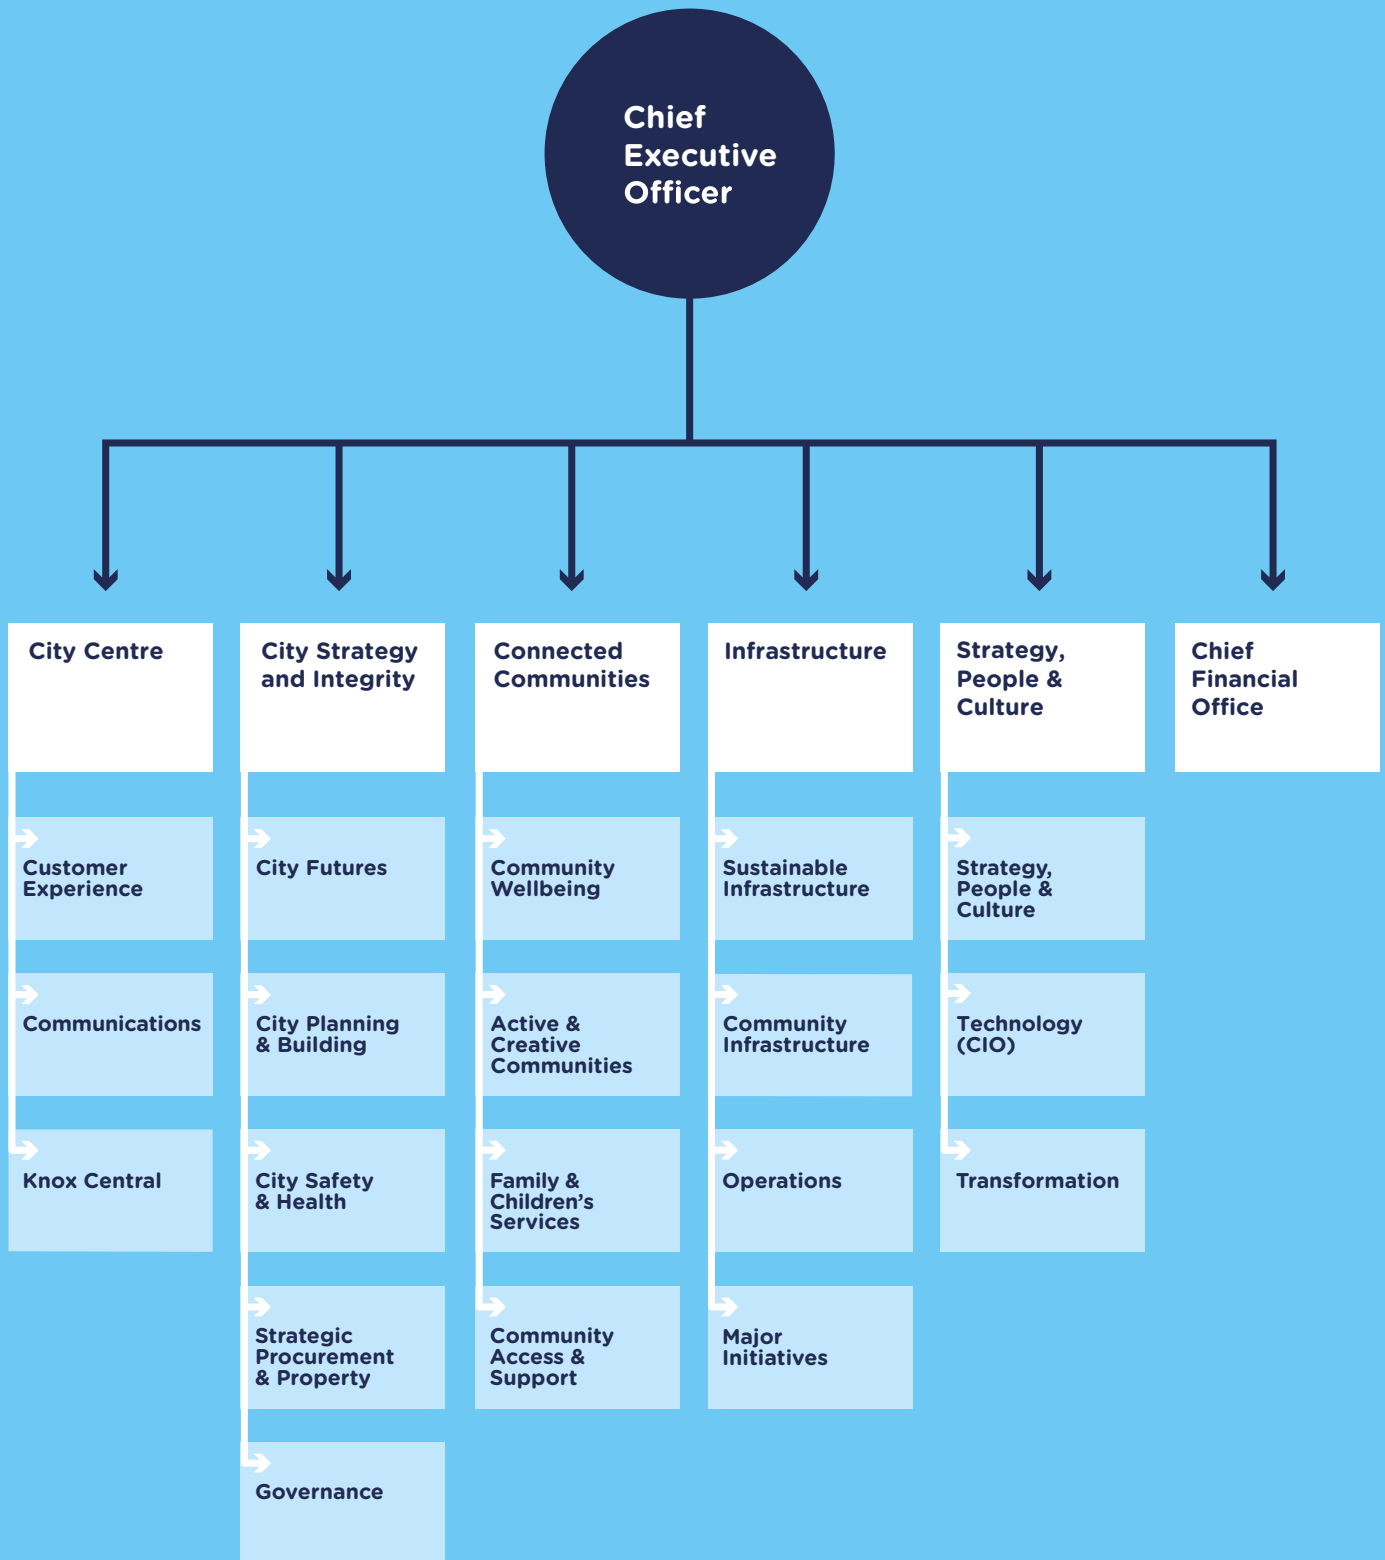 Chief
Executive
Officer
City Centre
City Strategy
and Integrity
Connected
Communities
Infrastructure
Strategy,
People &
Culture
Chief
Financial
Office
Customer
Experience
Communications
Knox Central
City Futures
City Planning
& Building
City Safety
& Health
Strategic
Procurement
& Property
Governance
Community
Wellbeing
Active &
Creative
Communities
Family &
Children’s
Services
Community
Access &
Support
Sustainable
Infrastructure
Community
Infrastructure
Operations
Major
Initiatives
Strategy,
People &
Culture
Technology
(CIO)
Transformation